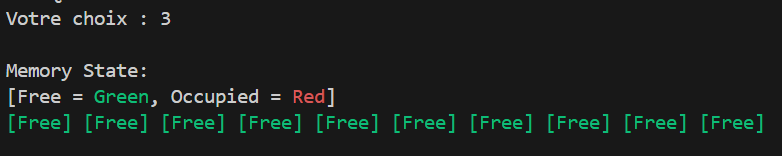 Votre choix : 3
Memory State:
[Free = Green, Occupied = Red]
[Free] [Free] [Free] [Free] [Free] [Free] [Free] [Free] [Free] [Free]